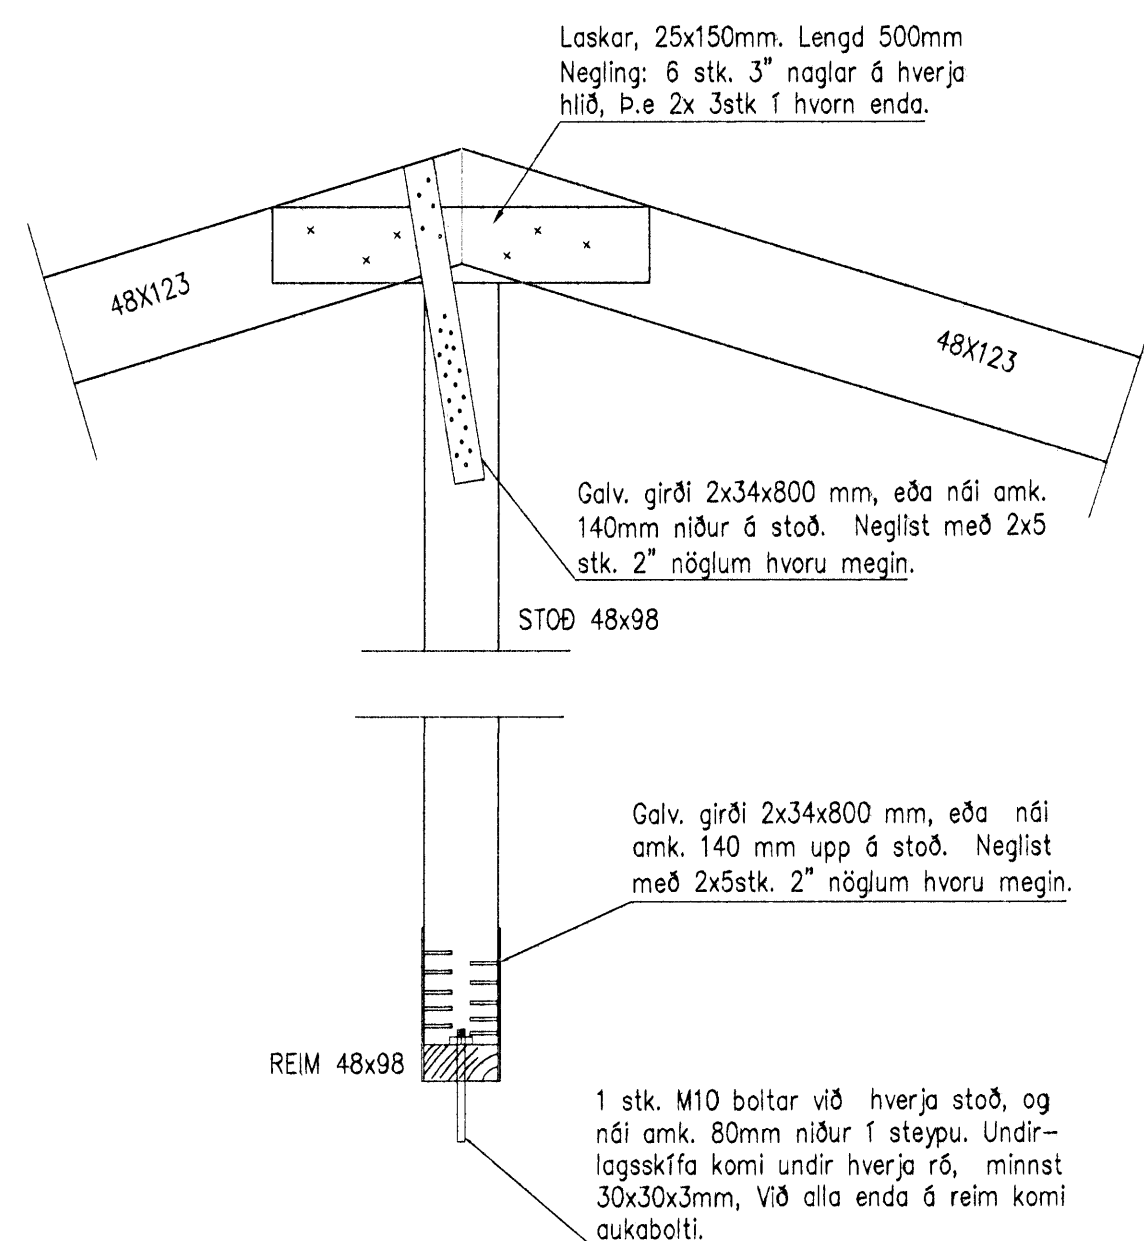 Laskar, 25x150mm. Lengd 500mm
Negling: 6 stk. 3" naglar á hverja
hlið, Þ.e 2x 3stk í hvorn enda.
48X123
48X123
Galv. girði 2x34x800 mm, eða nái amk.
140mm niður á stoð. Neglist með 2x5
stk. 2" nöglum hvoru megin.
STOÐ 48x98
Galv. girði 2x34x800 mm, eða nái
amk. 140 mm upp á stoð. Neglist
með 2x5stk. 2" nöglum hvoru megin.
REIM 48x98
1 stk. M10 boltar við hverja stoð, og
nái amk. 80mm niður í steypu. Undir-
lagsskífa komi undir hverja ró, minnst
30x30x3mm, Við alla enda á reim komi
aukabolti.